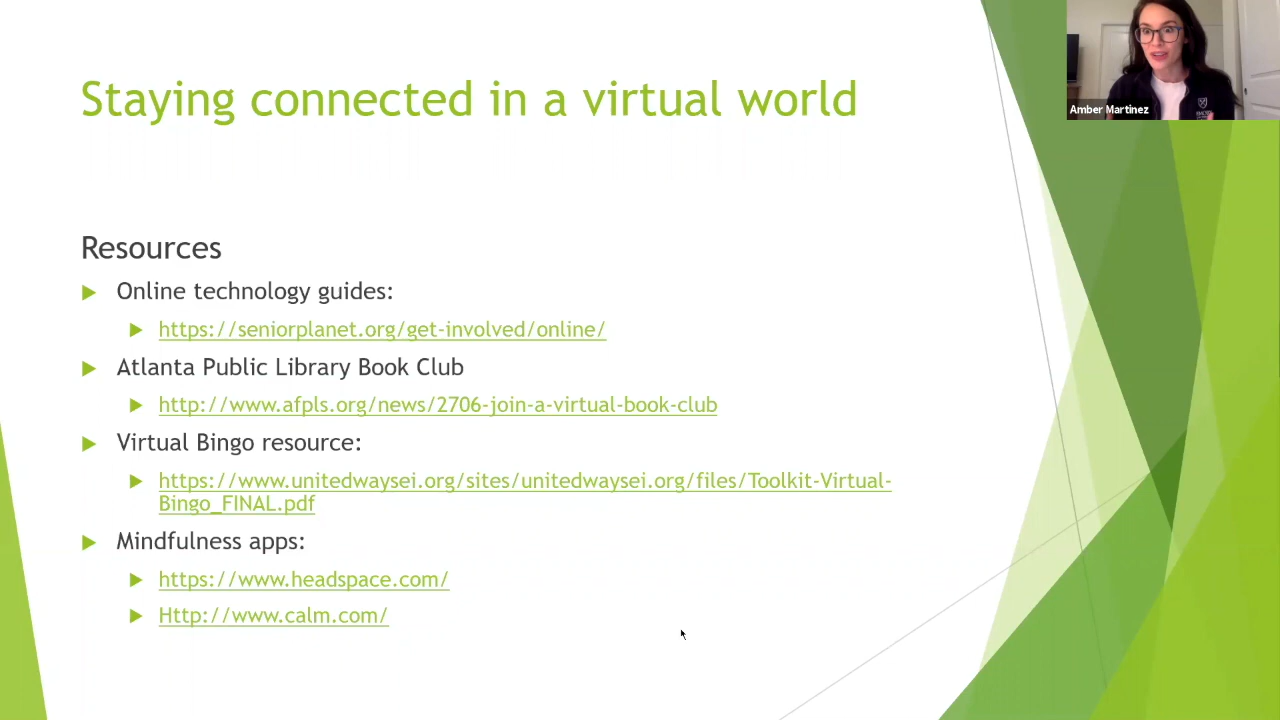 Staying connected in a virtual world
Amber Martinez
Resources
Online technology guides:
https://seniorplanet.org/get-involved/online/
Atlanta Public Library Book Club
http://www.afpls.org/news/2706-join-a-virtual-book-club
Virtual Bingo resource:
https://www.unitedwaysei.org/sites/unitedwaysei.org/files/Toolkit-Virtual-
Bingo_FINAL.pdf
Mindfulness apps:
https://www.headspace.com/
Http://www.calm.com/